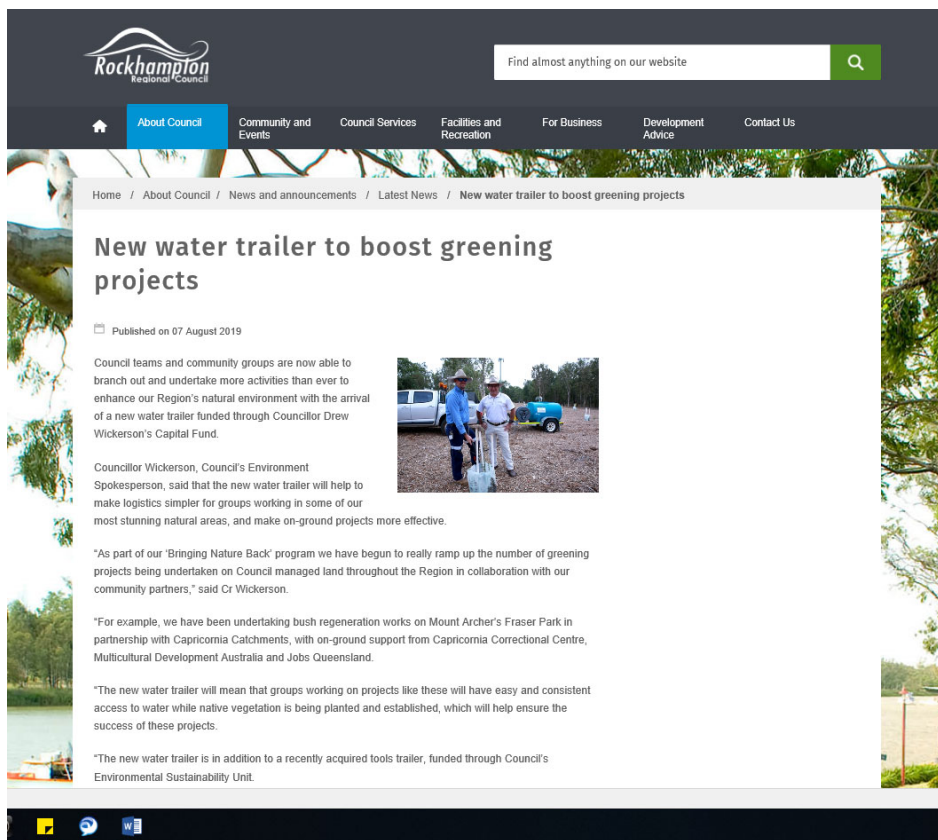 Rockhampton
Regional Council
Find almost anything on our website
About Council
Community and
Events
Council Services
Facilities and
Recreation
For Business
Development
Advice
Contact Us
Home / About Council / News and announcements / Latest News / New water trailer to boost greening projects
New water trailer to boost greening
projects
Published on 07 August 2019
Council teams and community groups are now able to
branch out and undertake more activities than ever to
enhance our Region's natural environment with the arrival
of a new water trailer funded through Councillor Drew
Wickerson's Capital Fund.
Councillor Wickerson, Council's Environment
Spokesperson, said that the new water trailer will help to
make logistics simpler for groups working in some of our
most stunning natural areas, and make on-ground projects more effective.
"As part of our 'Bringing Nature Back' program we have begun to really ramp up the number of greening
projects being undertaken on Council managed land throughout the Region in collaboration with our
community partners," said Cr Wickerson.
"For example, we have been undertaking bush regeneration works on Mount Archer's Fraser Park in
partnership with Capricornia Catchments, with on-ground support from Capricornia Correctional Centre,
Multicultural Development Australia and Jobs Queensland.
"The new water trailer will mean that groups working on projects like these will have easy and consistent
access to water while native vegetation is being planted and established, which will help ensure the
success of these projects.
"The new water trailer is in addition to a recently acquired tools trailer, funded through Council's
Environmental Sustainability Unit.